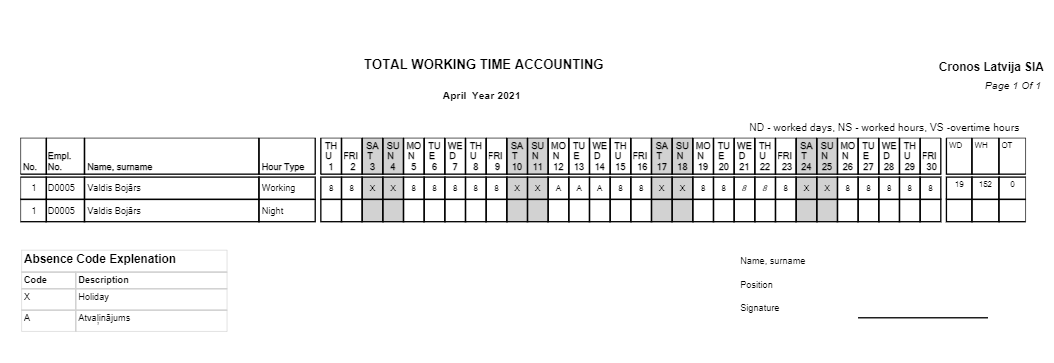 TOTAL WORKING TIME ACCOUNTING
Cronos Latvija SIA
Page 1 Of 1
April Year 2021
ND - worked days, NS - worked hours, VS -overtime hours
No. Empl. No. Name, surname Hour Type THU 1 FRI 2 SAT 3 SUN 4 MON 5 TUE 6 WED 7 THU 8 FRI 9 SAT 10 SUN 11 MON 12 TUE 13 WED 14 THU 15 FRI 16 SAT 17 SUN 18 MON 19 TUE 20 WED 21 THU 22 FRI 23 SAT 24 SUN 25 MON 26 TUE 27 WED 28 THU 29 FRI 30 WD WH OT
1 D0005 Valdis Bojārs Working 8 8 X X 8 8 8 8 8 X X A A A 8 8 X X 8 8 8 8 8 X X 8 8 8 8 8 19 152 0
1 D0005 Valdis Bojārs Night
Absence Code Explenation
Code Description
X Holiday
A Atvaļinājums
Name, surname
Position
Signature